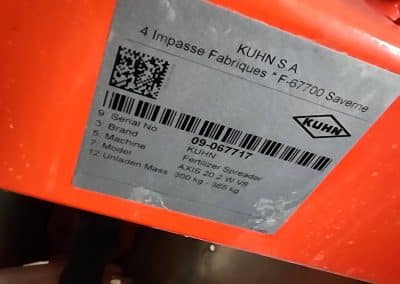 KUHN S.A
4 Impasse Fabriques * F-67700 Saverne
KUHN
9. Serial No 09-067717
3. Brand KUHN
5. Machine Fertilizer Spreader
7. Model AXIS 20.2 W V8
12. Unladen Mass 300 kg - 365 kg